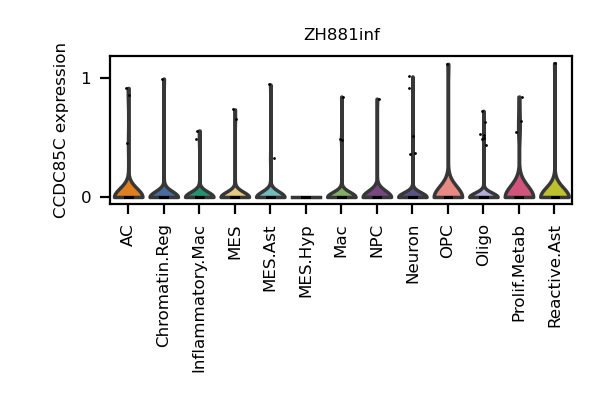 ZH881inf
CCDC85C expression
1
0
AC
Chromatin.Reg
Inflammatory.Mac
MES
MES.Ast
MES.Hyp
Mac
NPC
Neuron
OPC
Oligo
Prolif.Metab
Reactive.Ast